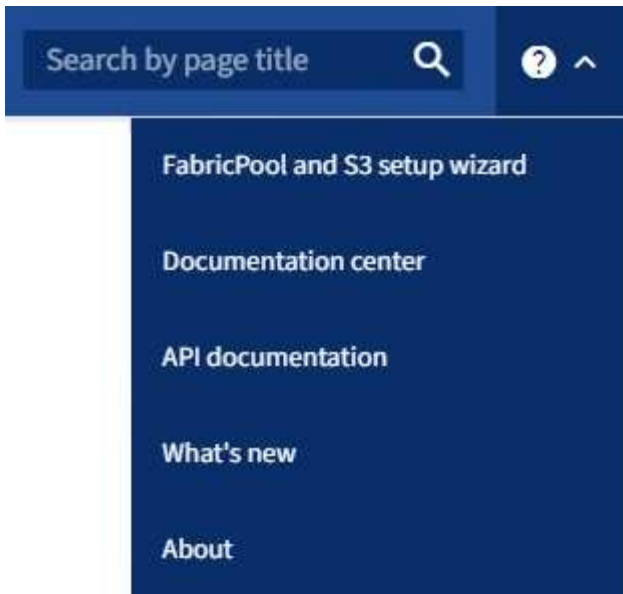 Search by page title
FabricPool and S3 setup wizard
Documentation center
API documentation
What's new
About